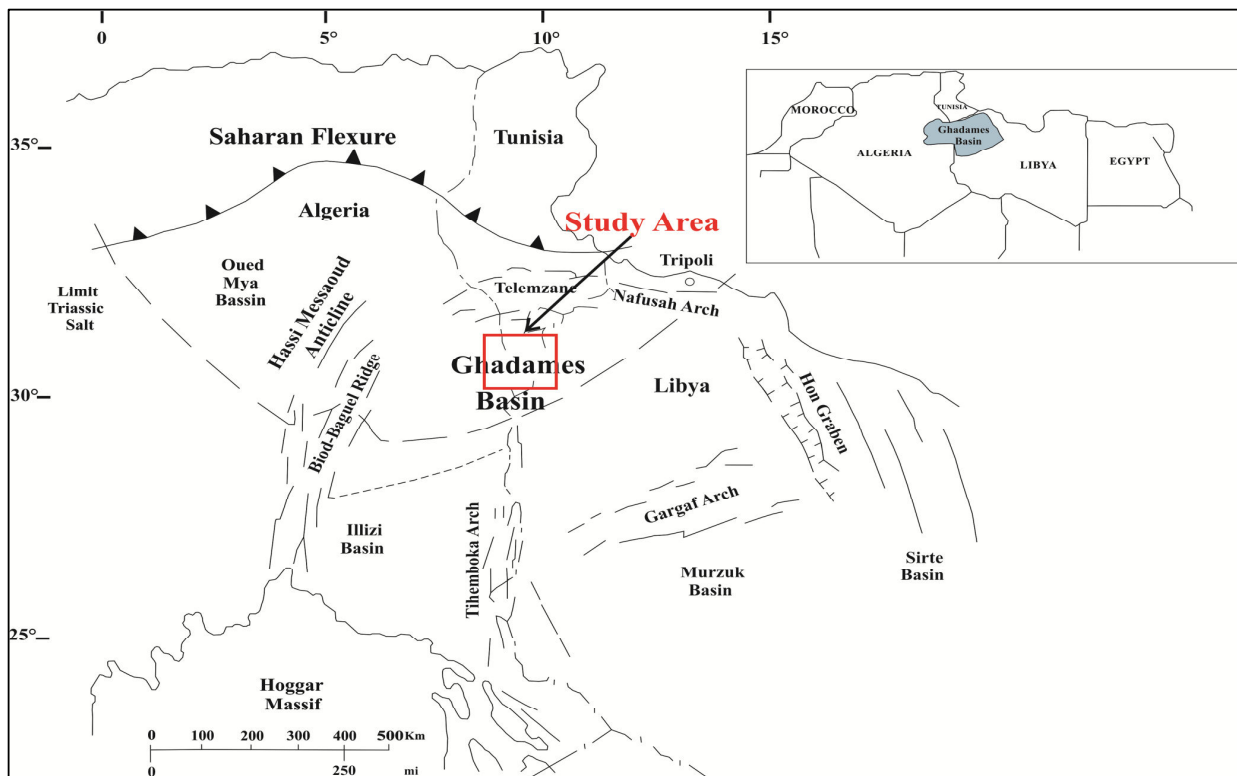 0
5°
10°
15°
35°
30°
25°
Saharan Flexure
Tunisia
Algeria
Study Area
Oued
Mya
Bassin
Limit
Triassic
Salt
Hassi Messaoud
Anticline
Telemzane
Tripoli
Nafusah Arch
Ghadames
Basin
Libya
Hon Graben
Biod-Baguel Ridge
Gargaf Arch
Illizi
Basin
Tihemboka Arch
Murzuk
Basin
Sirte
Basin
Hoggar
Massif
0 100 200 300 400 500 Km
0 250 mi
MOROCCO
TUNISIA
Ghadames
Basin
ALGERIA
LIBYA
EGYPT